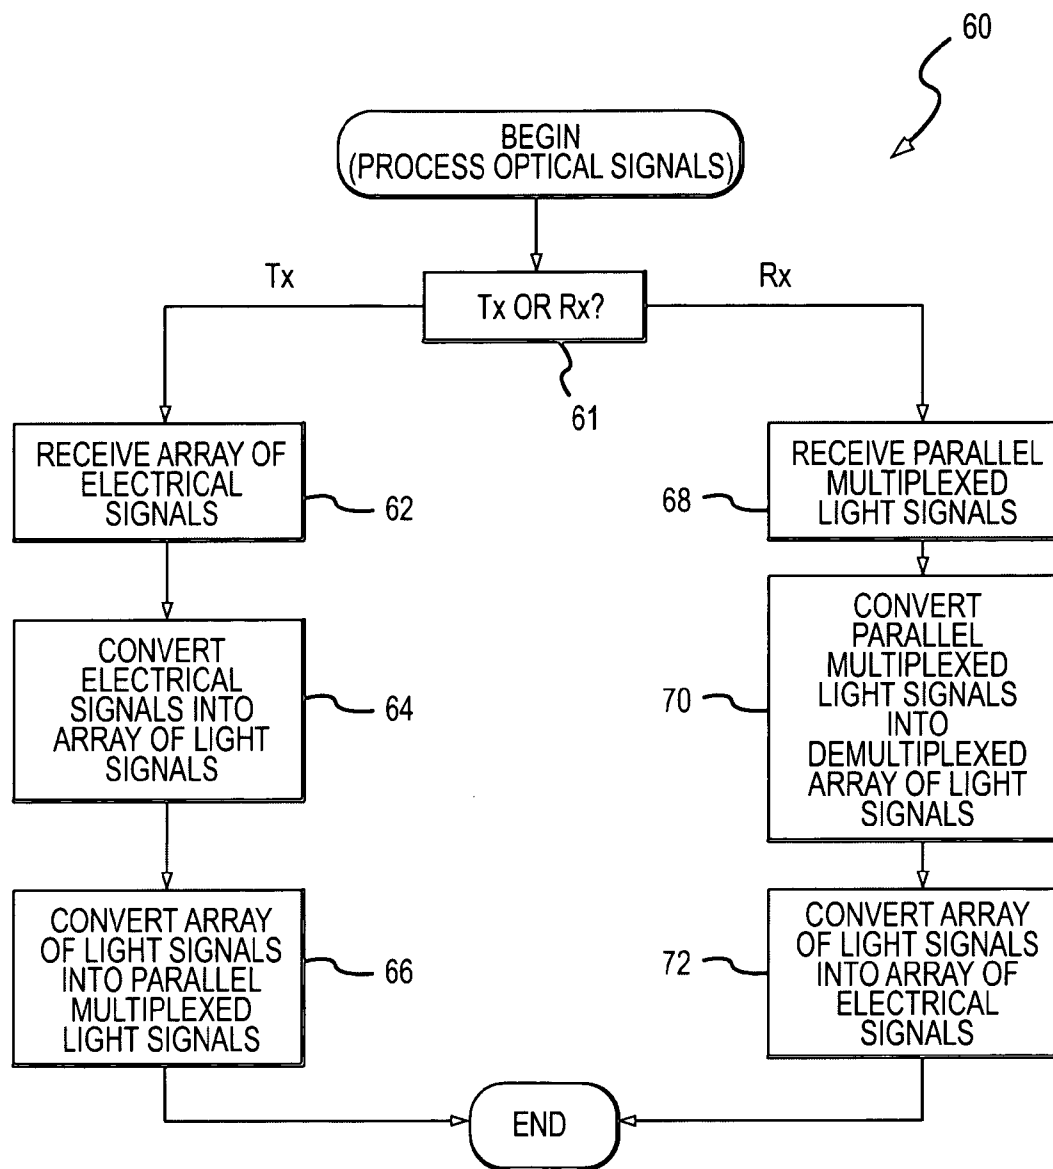 60
BEGIN
(PROCESS OPTICAL SIGNALS)
Tx
Rx
Tx OR Rx?
61
RECEIVE ARRAY OF
ELECTRICAL
SIGNALS
62
CONVERT
ELECTRICAL
SIGNALS INTO
ARRAY OF LIGHT
SIGNALS
64
CONVERT ARRAY
OF LIGHT SIGNALS
INTO PARALLEL
MULTIPLEXED
LIGHT SIGNALS
66
RECEIVE PARALLEL
MULTIPLEXED
LIGHT SIGNALS
68
CONVERT
PARALLEL
MULTIPLEXED
LIGHT SIGNALS
INTO
DEMULTIPLEXED
ARRAY OF LIGHT
SIGNALS
70
CONVERT ARRAY
OF LIGHT SIGNALS
INTO ARRAY OF
ELECTRICAL
SIGNALS
72
END